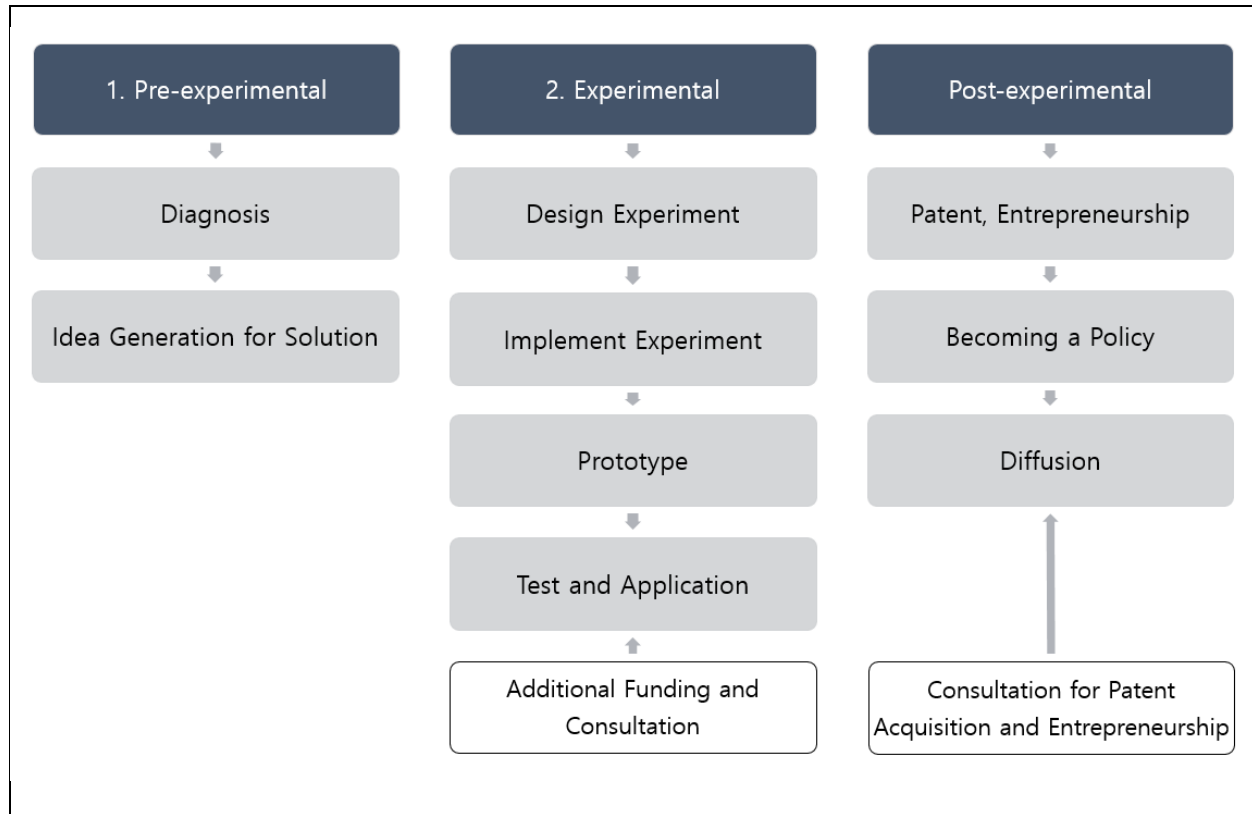 1. Pre-experimental
Diagnosis
Idea Generation for Solution
2. Experimental
Design Experiment
Implement Experiment
Prototype
Test and Application
Additional Funding and
Consultation
Post-experimental
Patent, Entrepreneurship
Becoming a Policy
Diffusion
Consultation for Patent
Acquisition and Entrepreneurship